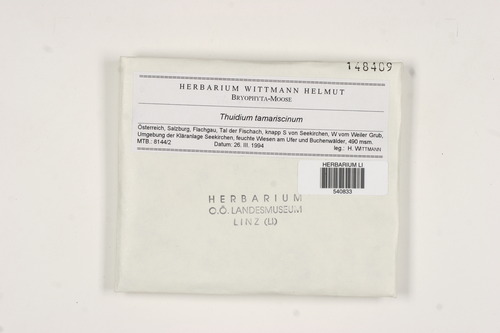 148409
HERBARIUM WITTMANN HELMUT
BRYOPHYTA-MOOSE
Thuidium tamariscinum
Österreich, Salzburg, Flachgau, Tal der Fischach, knapp S von Seekirchen, W vom Weiler Grub,
Umgebung der Kläranlage Seekirchen, feuchte Wiesen am Ufer und Buchenwälder, 490 msm.
MTB.: 8144/2 Datum: 26. III. 1994 leg.: H. WITTMANN
HERBARIUM LI
540833
HERBARIUM
O.Ö. LANDESMUSEUM
LINZ (LI)